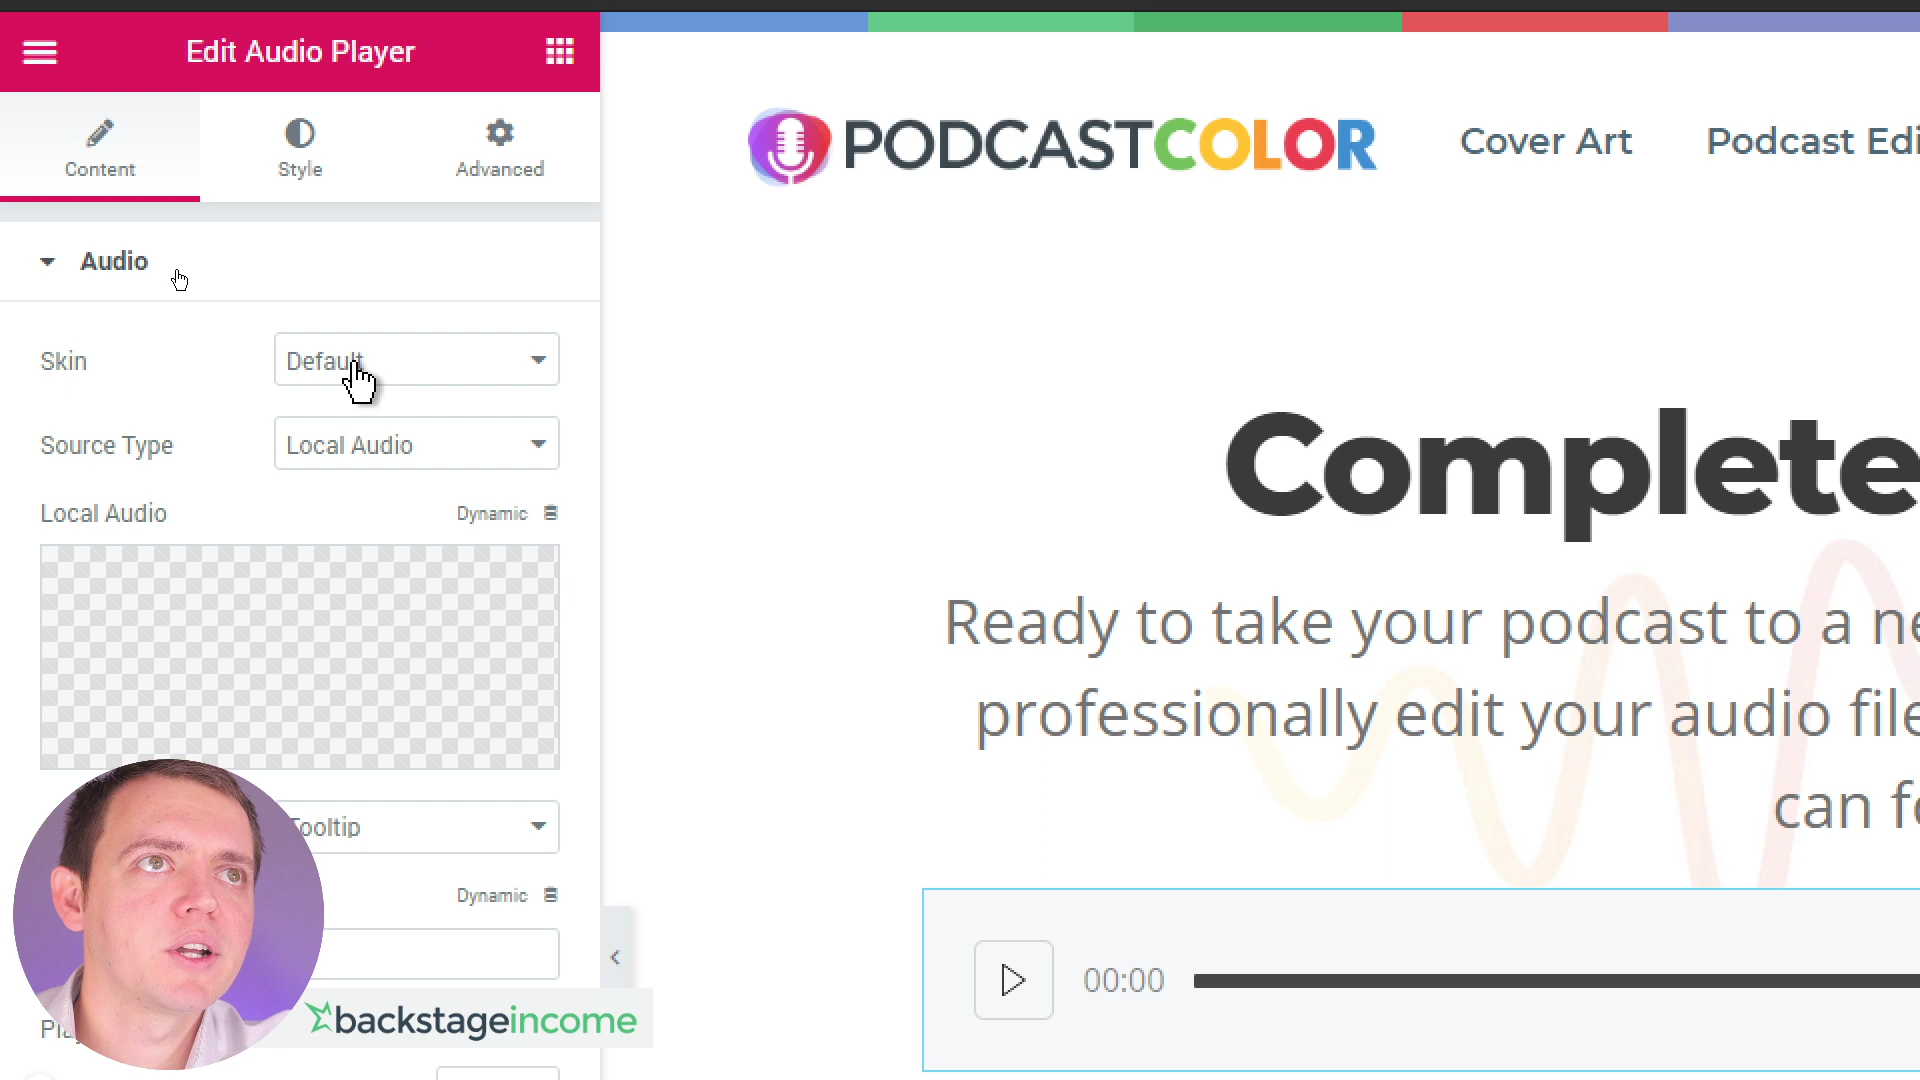 Edit Audio Player
Content
Style
Advanced
Audio
Skin
Default
Source Type
Local Audio
Local Audio
Dynamic
Tooltip
Dynamic
backstageincome
PODCASTCOLOR
Cover Art
Podcast Edi
Complete
Ready to take your podcast to a ne
professionally edit your audio file
can fo
00:00